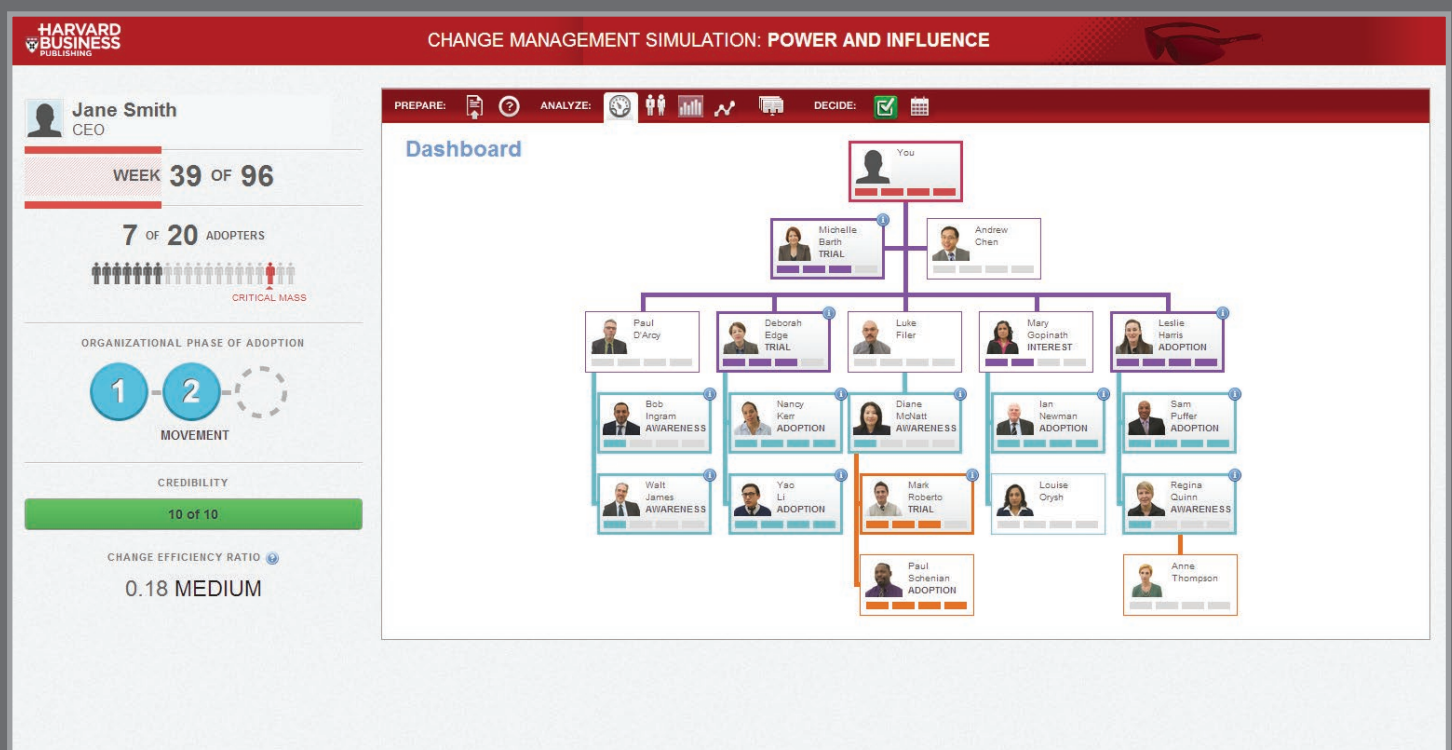 HARVARD
BUSINESS
PUBLISHING
CHANGE MANAGEMENT SIMULATION: POWER AND INFLUENCE
Jane Smith
CEO
WEEK 39 OF 96
7 OF 20 ADOPTERS
CRITICAL MASS
ORGANIZATIONAL PHASE OF ADOPTION
1
2
MOVEMENT
CREDIBILITY
10 of 10
CHANGE EFFICIENCY RATIO ?
0.18 MEDIUM
PREPARE: ? ANALYZE: DECIDE:
Dashboard
You
Michelle
Barth
TRIAL
i
Andrew
Chen
Paul
D'Arcy
Deborah
Edge
TRIAL
i
Luke
Filer
Mary
Gopinath
INTEREST
Leslie
Harris
ADOPTION
i
Bob
Ingram
AWARENESS
i
Nancy
Kerr
ADOPTION
i
Diane
McNatt
AWARENESS
i
Ian
Newman
ADOPTION
i
Sam
Puffer
ADOPTION
i
Walt
James
AWARENESS
i
Yao
Li
ADOPTION
i
Mark
Roberto
TRIAL
i
Louise
Orysh
Regina
Quinn
AWARENESS
i
Paul
Schenian
ADOPTION
Anne
Thompson